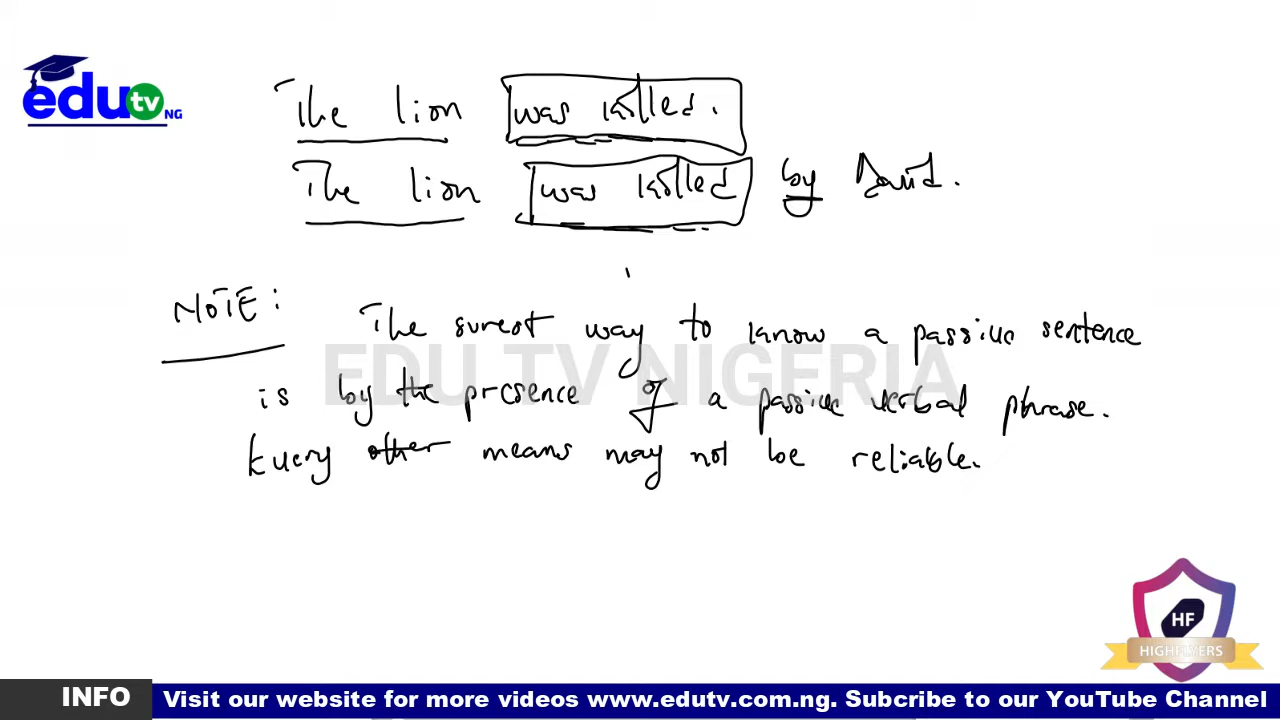 edutv NG
The lion was killed.
The lion was killed by David.
NOTE: The surest way to know a passive sentence
EDU TV NIGERIA
is by the presence of a passive verbal phrase.
Every other means may not be reliable.
HF
HIGHFLYERS
INFO Visit our website for more videos www.edutv.com.ng. Subcribe to our YouTube Channel